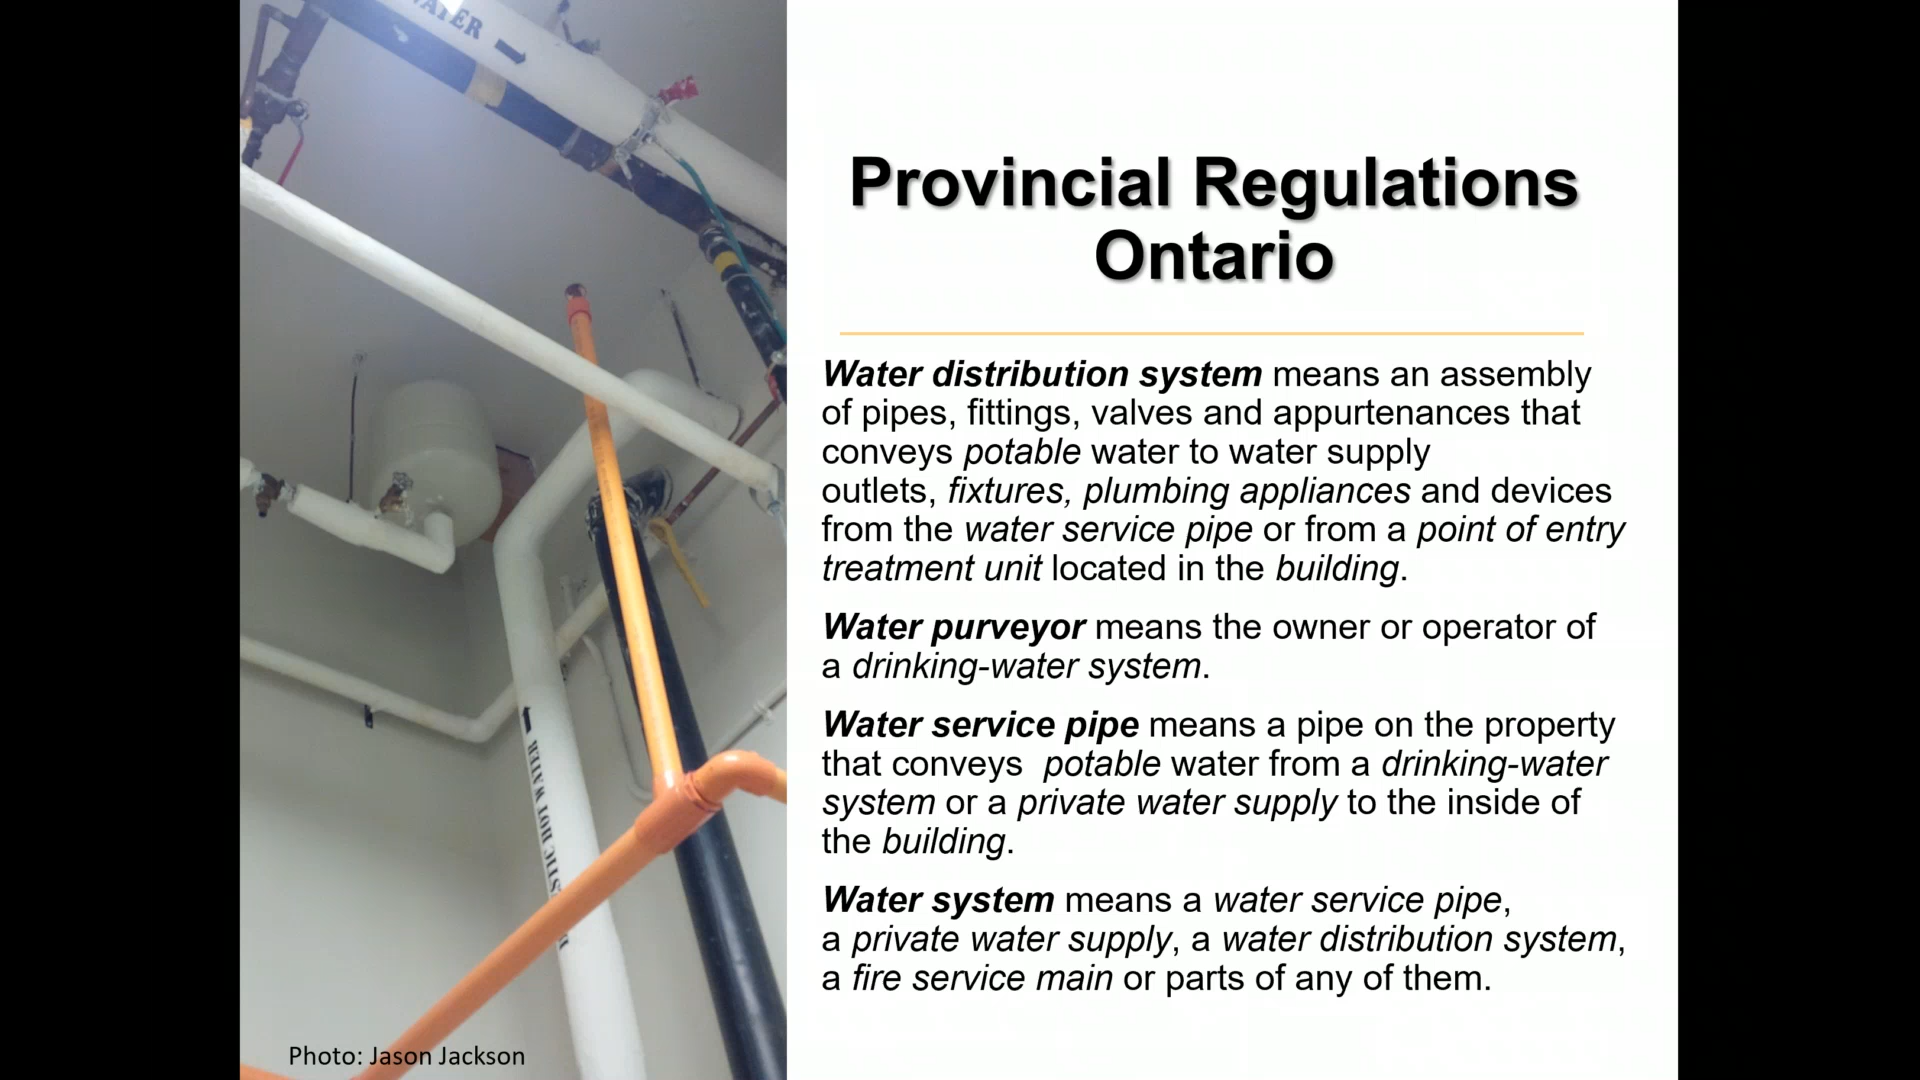 WATER
Provincial Regulations
Ontario
Water distribution system means an assembly
of pipes, fittings, valves and appurtenances that
conveys potable water to water supply
outlets, fixtures, plumbing appliances and devices
from the water service pipe or from a point of entry
treatment unit located in the building.
Water purveyor means the owner or operator of
a drinking-water system.
Water service pipe means a pipe on the property
that conveys  potable water from a drinking-water
system or a private water supply to the inside of
the building.
Water system means a water service pipe,
a private water supply, a water distribution system,
a fire service main or parts of any of them.
STIC HOT WATER
Photo: Jason Jackson